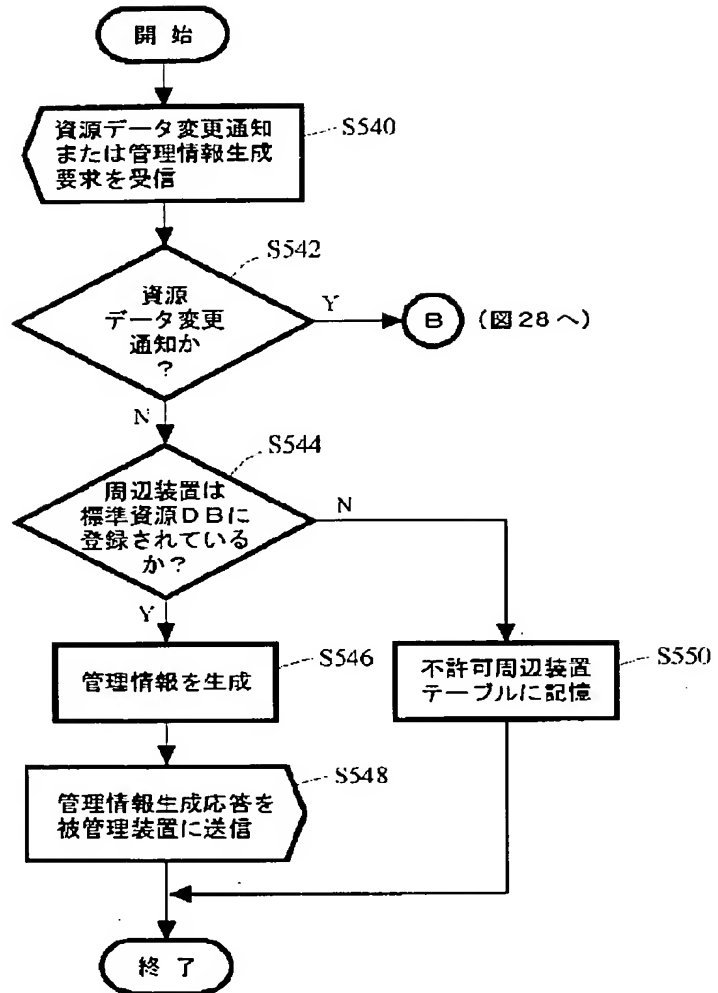 開 始
資源データ変更通知
または管理情報生成
要求を受信
S540
S542
資源
データ変更
通知か
?
Y
B
(図28へ)
N
S544
周辺装置は
標準資源DBに
登録されている
か?
N
Y
管理情報を生成
S546
不許可周辺装置
テーブルに記憶
S550
管理情報生成応答を
被管理装置に送信
S548
終 了